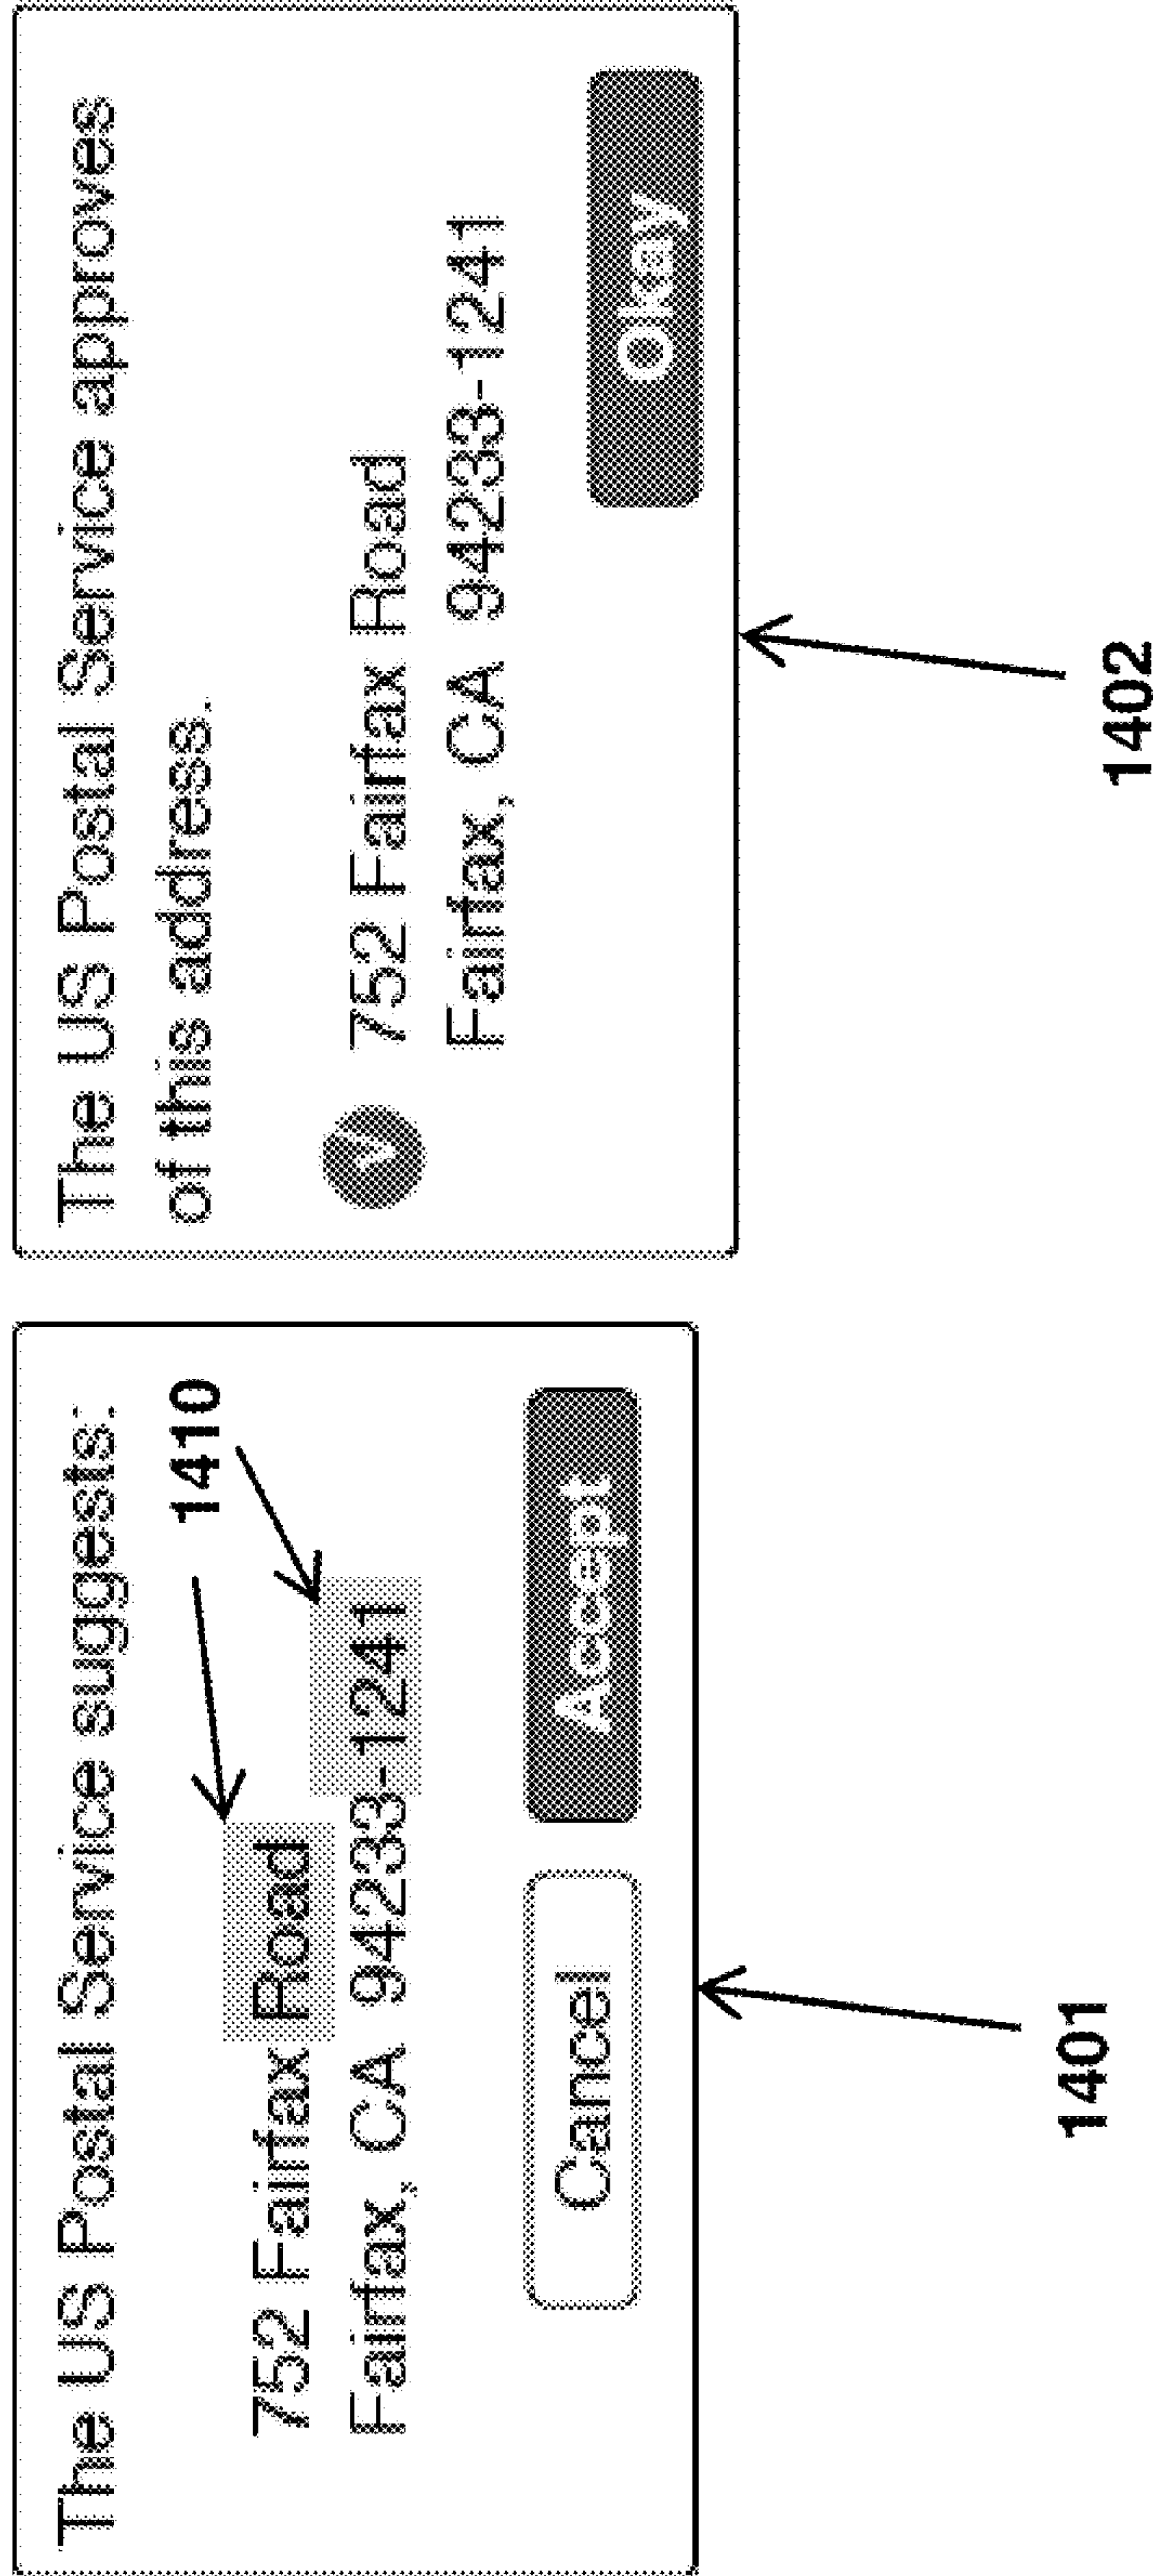 The US Postal Service suggests:
1410
752 Fairfax Road
Fairfax, CA 94233-1241
Cancel
Accept
1401
The US Postal Service approves
of this address.
V
752 Fairfax Road
Fairfax, CA 94233-1241
Okay
1402